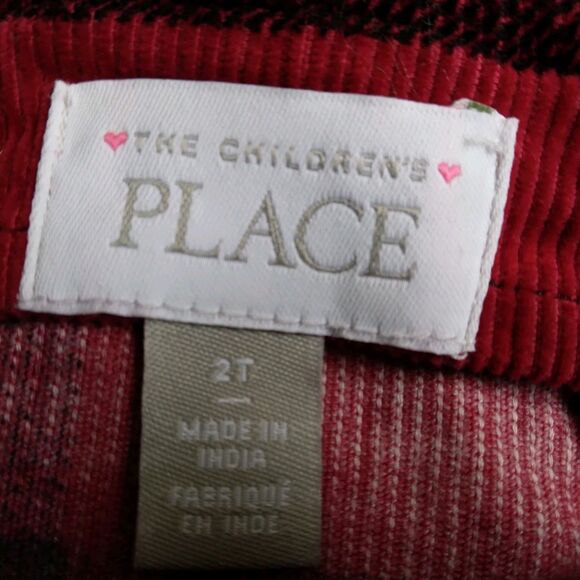 THE CHILDREN'S
PLACE
2T
MADE IN
INDIA
FABRIQUÉ
EN INDE